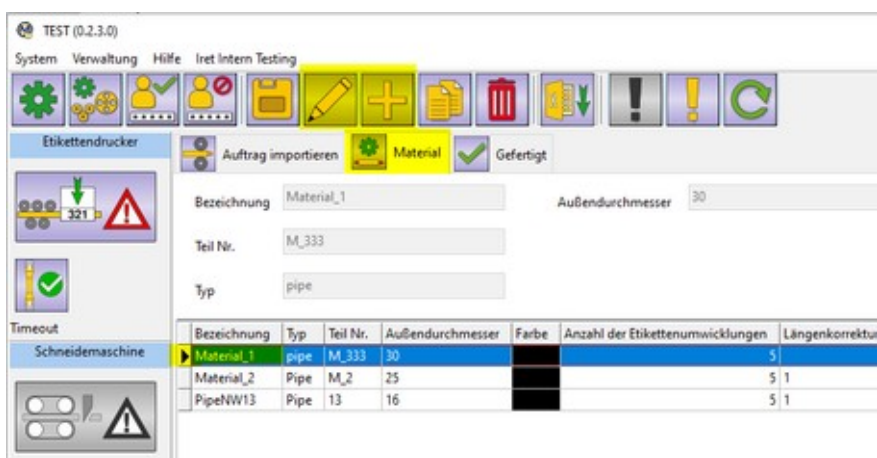 TEST (0.2.3.0)
System Verwaltung Hilfe Iret Intern Testing
Etikettendrucker
Auftrag importieren Material Gefertigt
321
Bezeichnung Material_1 Außendurchmesser 30
Teil Nr. M_333
Typ pipe
Timeout
Schneidemaschine
Bezeichnung Typ Teil Nr. Außendurchmesser Farbe Anzahl der Etikettenumwicklungen Längenkorrektur
Material_1 pipe M_333 30 5
Material_2 Pipe M_2 25 5 1
PipeNW13 Pipe 13 16 5 1